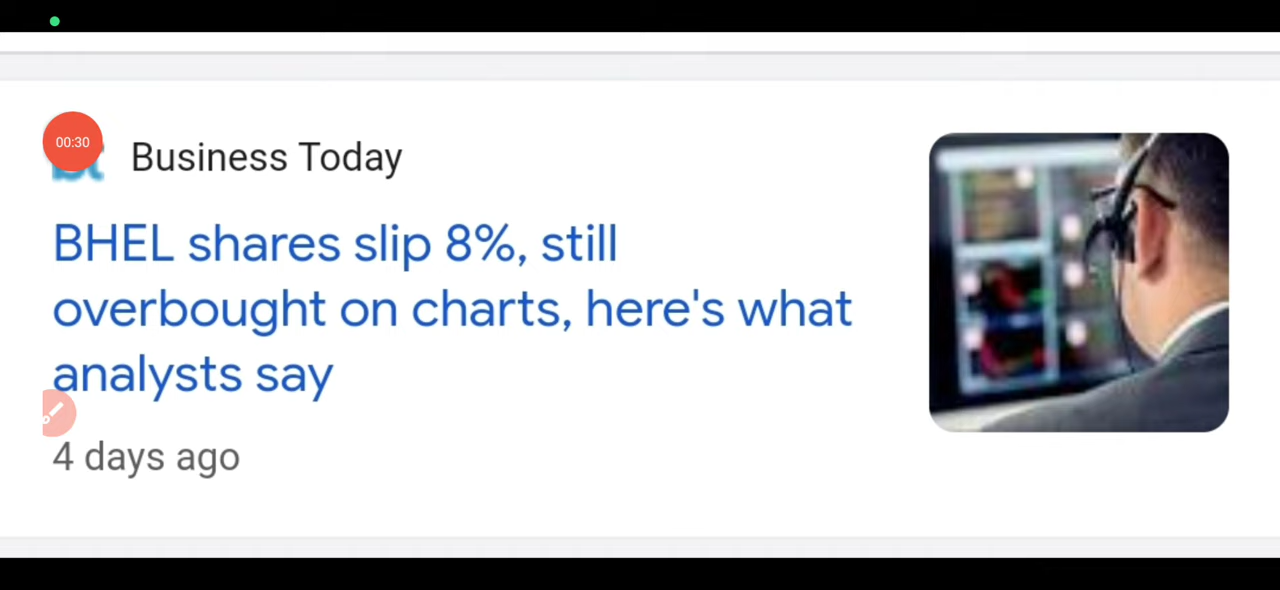 00:30
Business Today
BHEL shares slip 8%, still
overbought on charts, here's what
analysts say
4 days ago